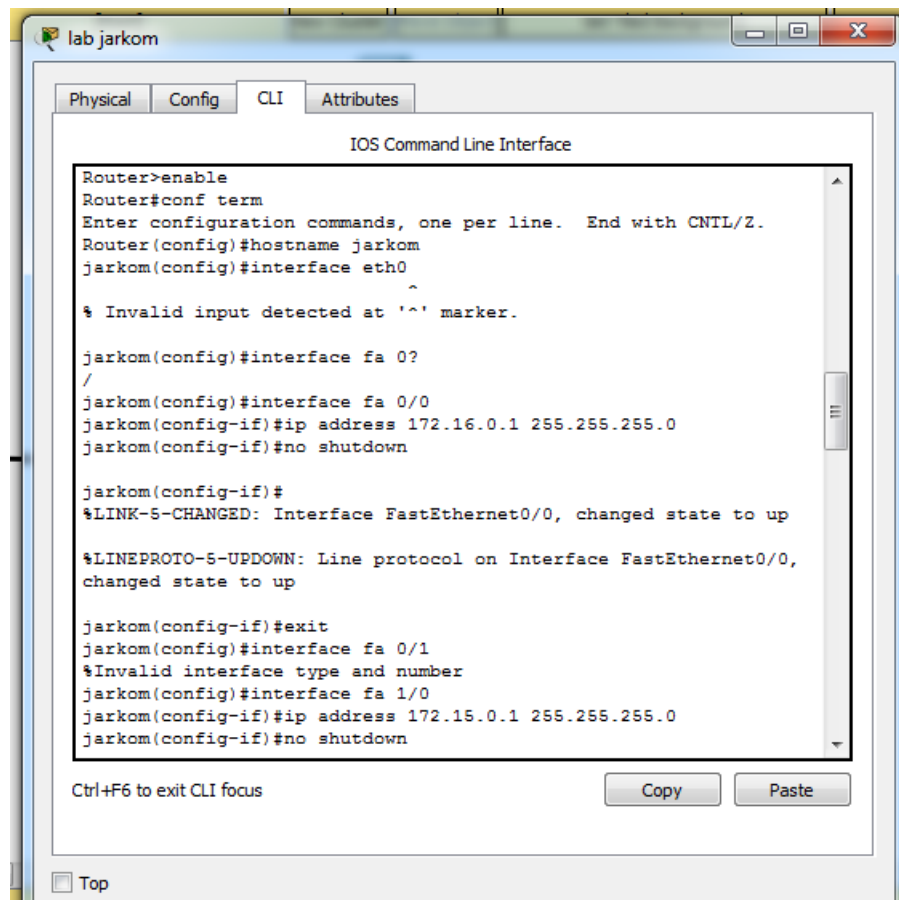 lab jarkom
Physical Config CLI Attributes
IOS Command Line Interface
Router>enable
Router#conf term
Enter configuration commands, one per line.  End with CNTL/Z.
Router(config)#hostname jarkom
jarkom(config)#interface eth0
^
% Invalid input detected at '^' marker.
jarkom(config)#interface fa 0?
/
jarkom(config)#interface fa 0/0
jarkom(config-if)#ip address 172.16.0.1 255.255.255.0
jarkom(config-if)#no shutdown
jarkom(config-if)#
%LINK-5-CHANGED: Interface FastEthernet0/0, changed state to up
%LINEPROTO-5-UPDOWN: Line protocol on Interface FastEthernet0/0,
changed state to up
jarkom(config-if)#exit
jarkom(config)#interface fa 0/1
%Invalid interface type and number
jarkom(config)#interface fa 1/0
jarkom(config-if)#ip address 172.15.0.1 255.255.255.0
jarkom(config-if)#no shutdown
Ctrl+F6 to exit CLI focus
Copy Paste
Top